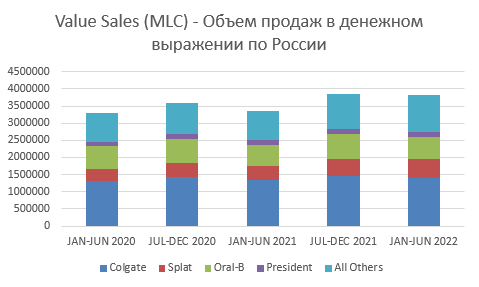 Value Sales (MLC) - Объем продаж в денежном
выражении по России
4500000
4000000
3500000
3000000
2500000
2000000
1500000
1000000
500000
0
JAN-JUN 2020 JUL-DEC 2020 JAN-JUN 2021 JUL-DEC 2021 JAN-JUN 2022
Colgate Splat Oral-B President All Others